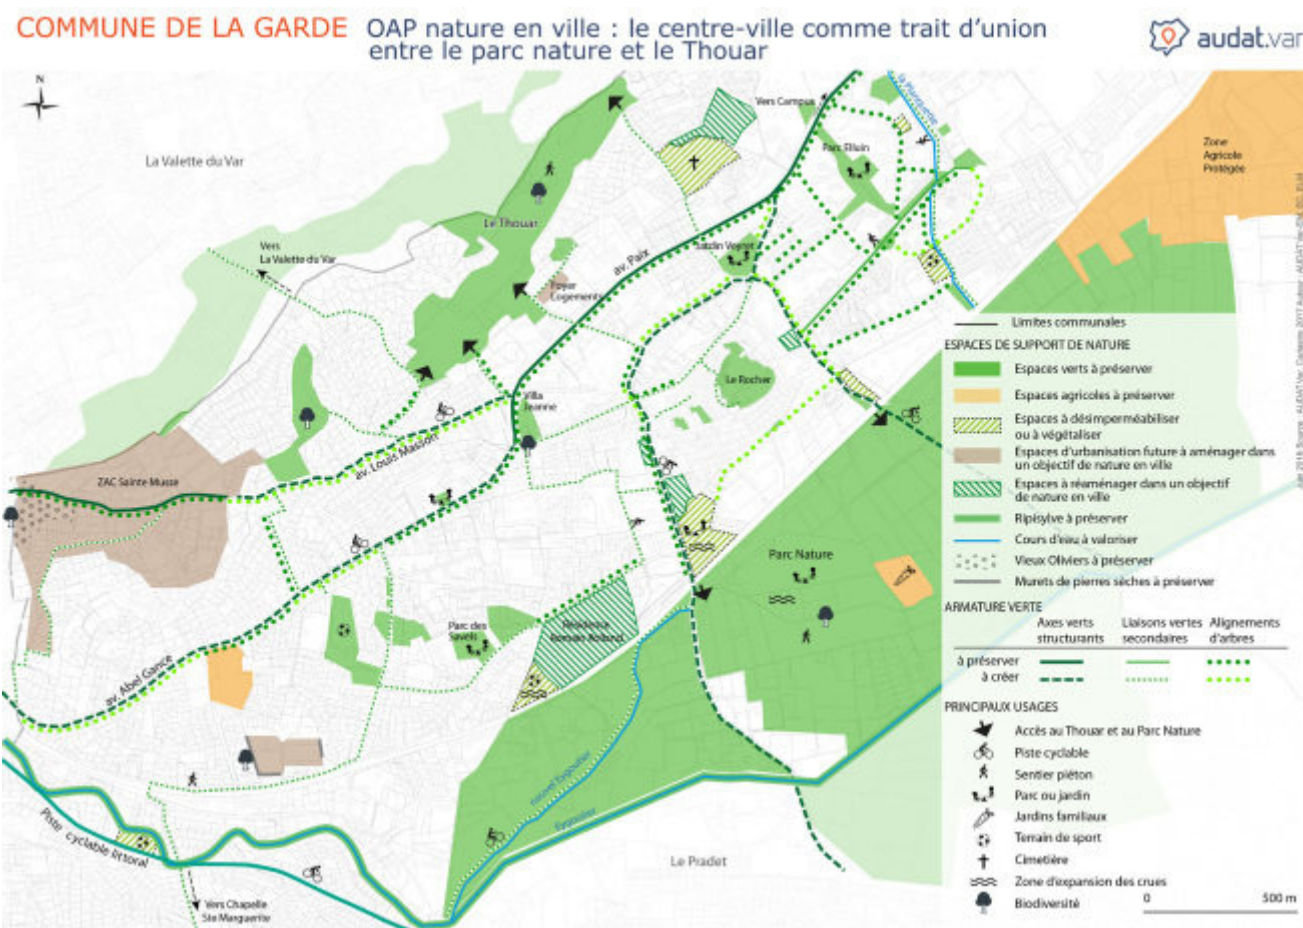 COMMUNE DE LA GARDE OAP nature en ville : le centre-ville comme trait d'union
entre le parc nature et le Thouar
audat.var
N
La Valette du Var
Vers Campus
la Planquette
Parc Elluin
Zone
Agricole
Protégée
Le Thouar
Vers
La Valette du Var
av. Paix
Jardin Veyret
Foyer
Logements
Le Rocher
Villa
Jeanne
av. Louis Masson
ZAC Sainte Musse
Parc Nature
Parc des
Savels
Résidence
Romain Rolland
av. Abel Gance
nouvel Eygoutier
Eygoutier
Piste cyclable littoral
Le Pradet
Vers Chapelle
Ste Marguerite
Limites communales
ESPACES DE SUPPORT DE NATURE
Espaces verts à préserver
Espaces agricoles à préserver
Espaces à désimperméabiliser
ou à végétaliser
Espaces d'urbanisation future à aménager dans
un objectif de nature en ville
Espaces à réaménager dans un objectif
de nature en ville
Ripisylve à préserver
Cours d'eau à valoriser
Vieux Oliviers à préserver
Murets de pierres sèches à préserver
ARMATURE VERTE
Axes verts
structurants
Liaisons vertes
secondaires
Alignements
d'arbres
à préserver
à créer
PRINCIPAUX USAGES
Accès au Thouar et au Parc Nature
Piste cyclable
Sentier piéton
Parc ou jardin
Jardins familiaux
Terrain de sport
Cimetière
Zone d'expansion des crues
Biodiversité
0 500 m